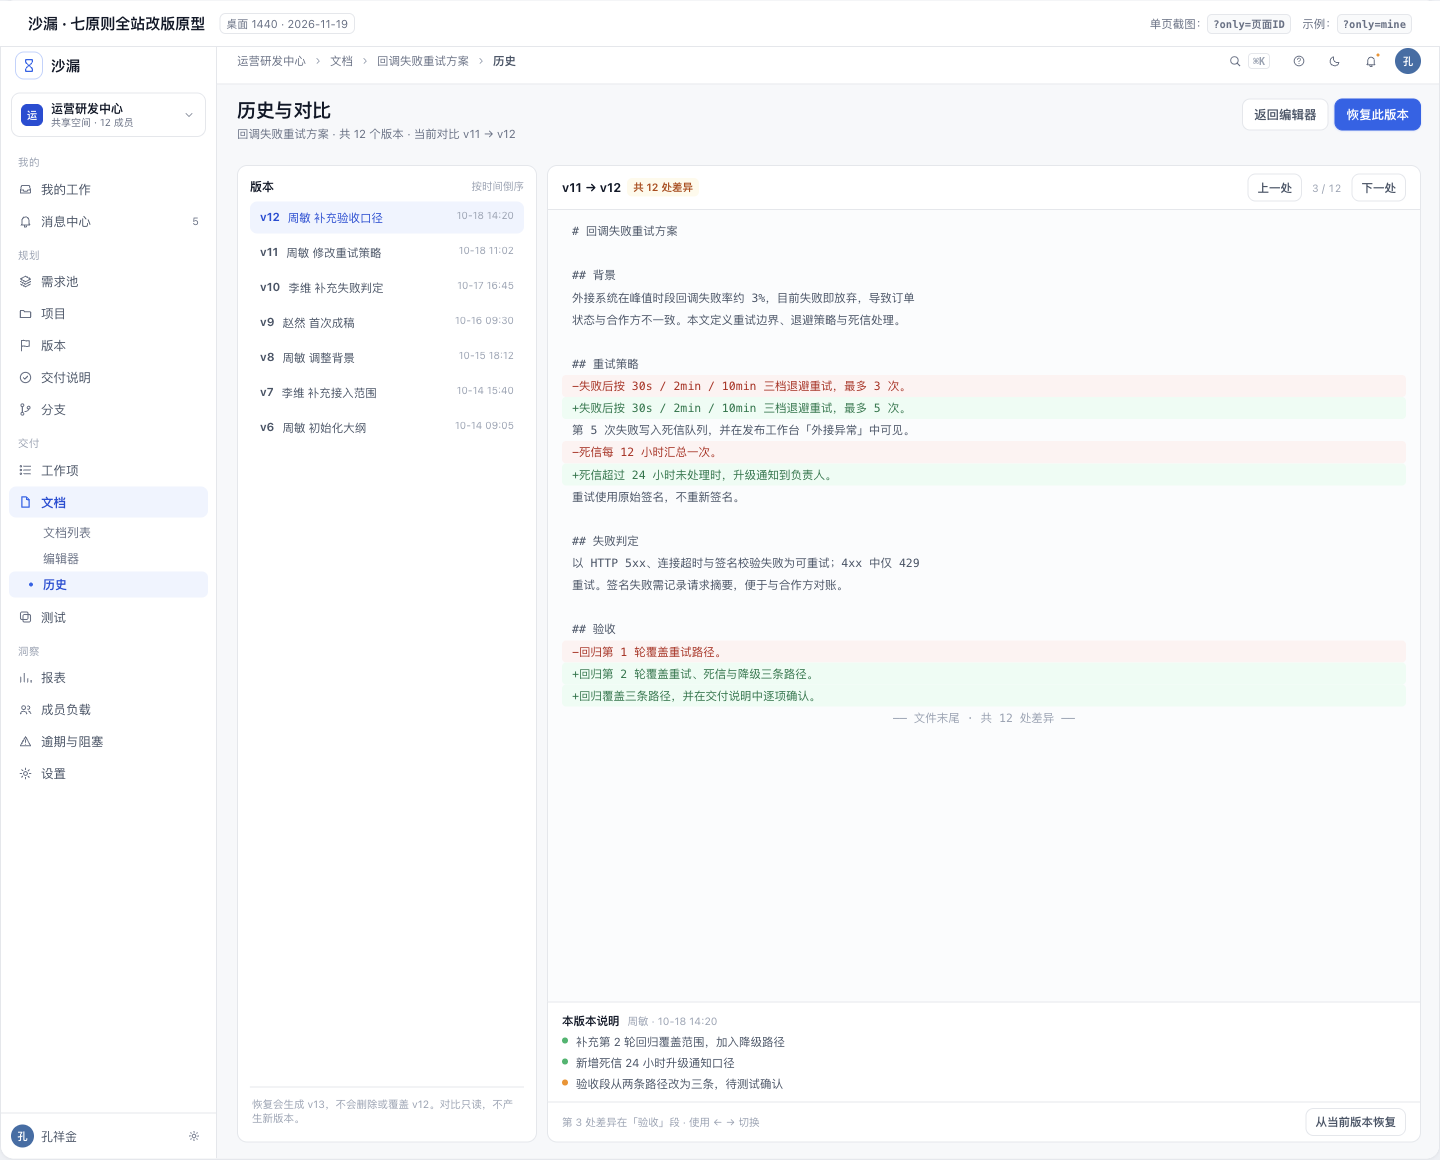 沙漏 · 七原则全站改版原型
桌面 1440 · 2026-11-19
单页截图： ?only=页面ID 示例： ?only=mine
沙漏
运
运营研发中心
共享空间 · 12 成员
我的
我的工作
消息中心 5
规划
需求池
项目
版本
交付说明
分支
交付
工作项
文档
文档列表
编辑器
历史
测试
洞察
报表
成员负载
逾期与阻塞
设置
孔 孔祥金
运营研发中心 › 文档 › 回调失败重试方案 › 历史
⌘K
孔
历史与对比
回调失败重试方案 · 共 12 个版本 · 当前对比 v11 → v12
返回编辑器
恢复此版本
版本 按时间倒序
v12 周敏 补充验收口径 10-18 14:20
v11 周敏 修改重试策略 10-18 11:02
v10 李维 补充失败判定 10-17 16:45
v9 赵然 首次成稿 10-16 09:30
v8 周敏 调整背景 10-15 18:12
v7 李维 补充接入范围 10-14 15:40
v6 周敏 初始化大纲 10-14 09:05
恢复会生成 v13，不会删除或覆盖 v12。对比只读，不产
生新版本。
v11 → v12 共 12 处差异
上一处 3 / 12 下一处
# 回调失败重试方案
## 背景
外接系统在峰值时段回调失败率约 3%，目前失败即放弃，导致订单
状态与合作方不一致。本文定义重试边界、退避策略与死信处理。
## 重试策略
−失败后按 30s / 2min / 10min 三档退避重试，最多 3 次。
+失败后按 30s / 2min / 10min 三档退避重试，最多 5 次。
第 5 次失败写入死信队列，并在发布工作台「外接异常」中可见。
−死信每 12 小时汇总一次。
+死信超过 24 小时未处理时，升级通知到负责人。
重试使用原始签名，不重新签名。
## 失败判定
以 HTTP 5xx、连接超时与签名校验失败为可重试；4xx 中仅 429
重试。签名失败需记录请求摘要，便于与合作方对账。
## 验收
−回归第 1 轮覆盖重试路径。
+回归第 2 轮覆盖重试、死信与降级三条路径。
+回归覆盖三条路径，并在交付说明中逐项确认。
—— 文件末尾 · 共 12 处差异 ——
本版本说明 周敏 · 10-18 14:20
补充第 2 轮回归覆盖范围，加入降级路径
新增死信 24 小时升级通知口径
验收段从两条路径改为三条，待测试确认
第 3 处差异在「验收」段 · 使用 ← → 切换
从当前版本恢复